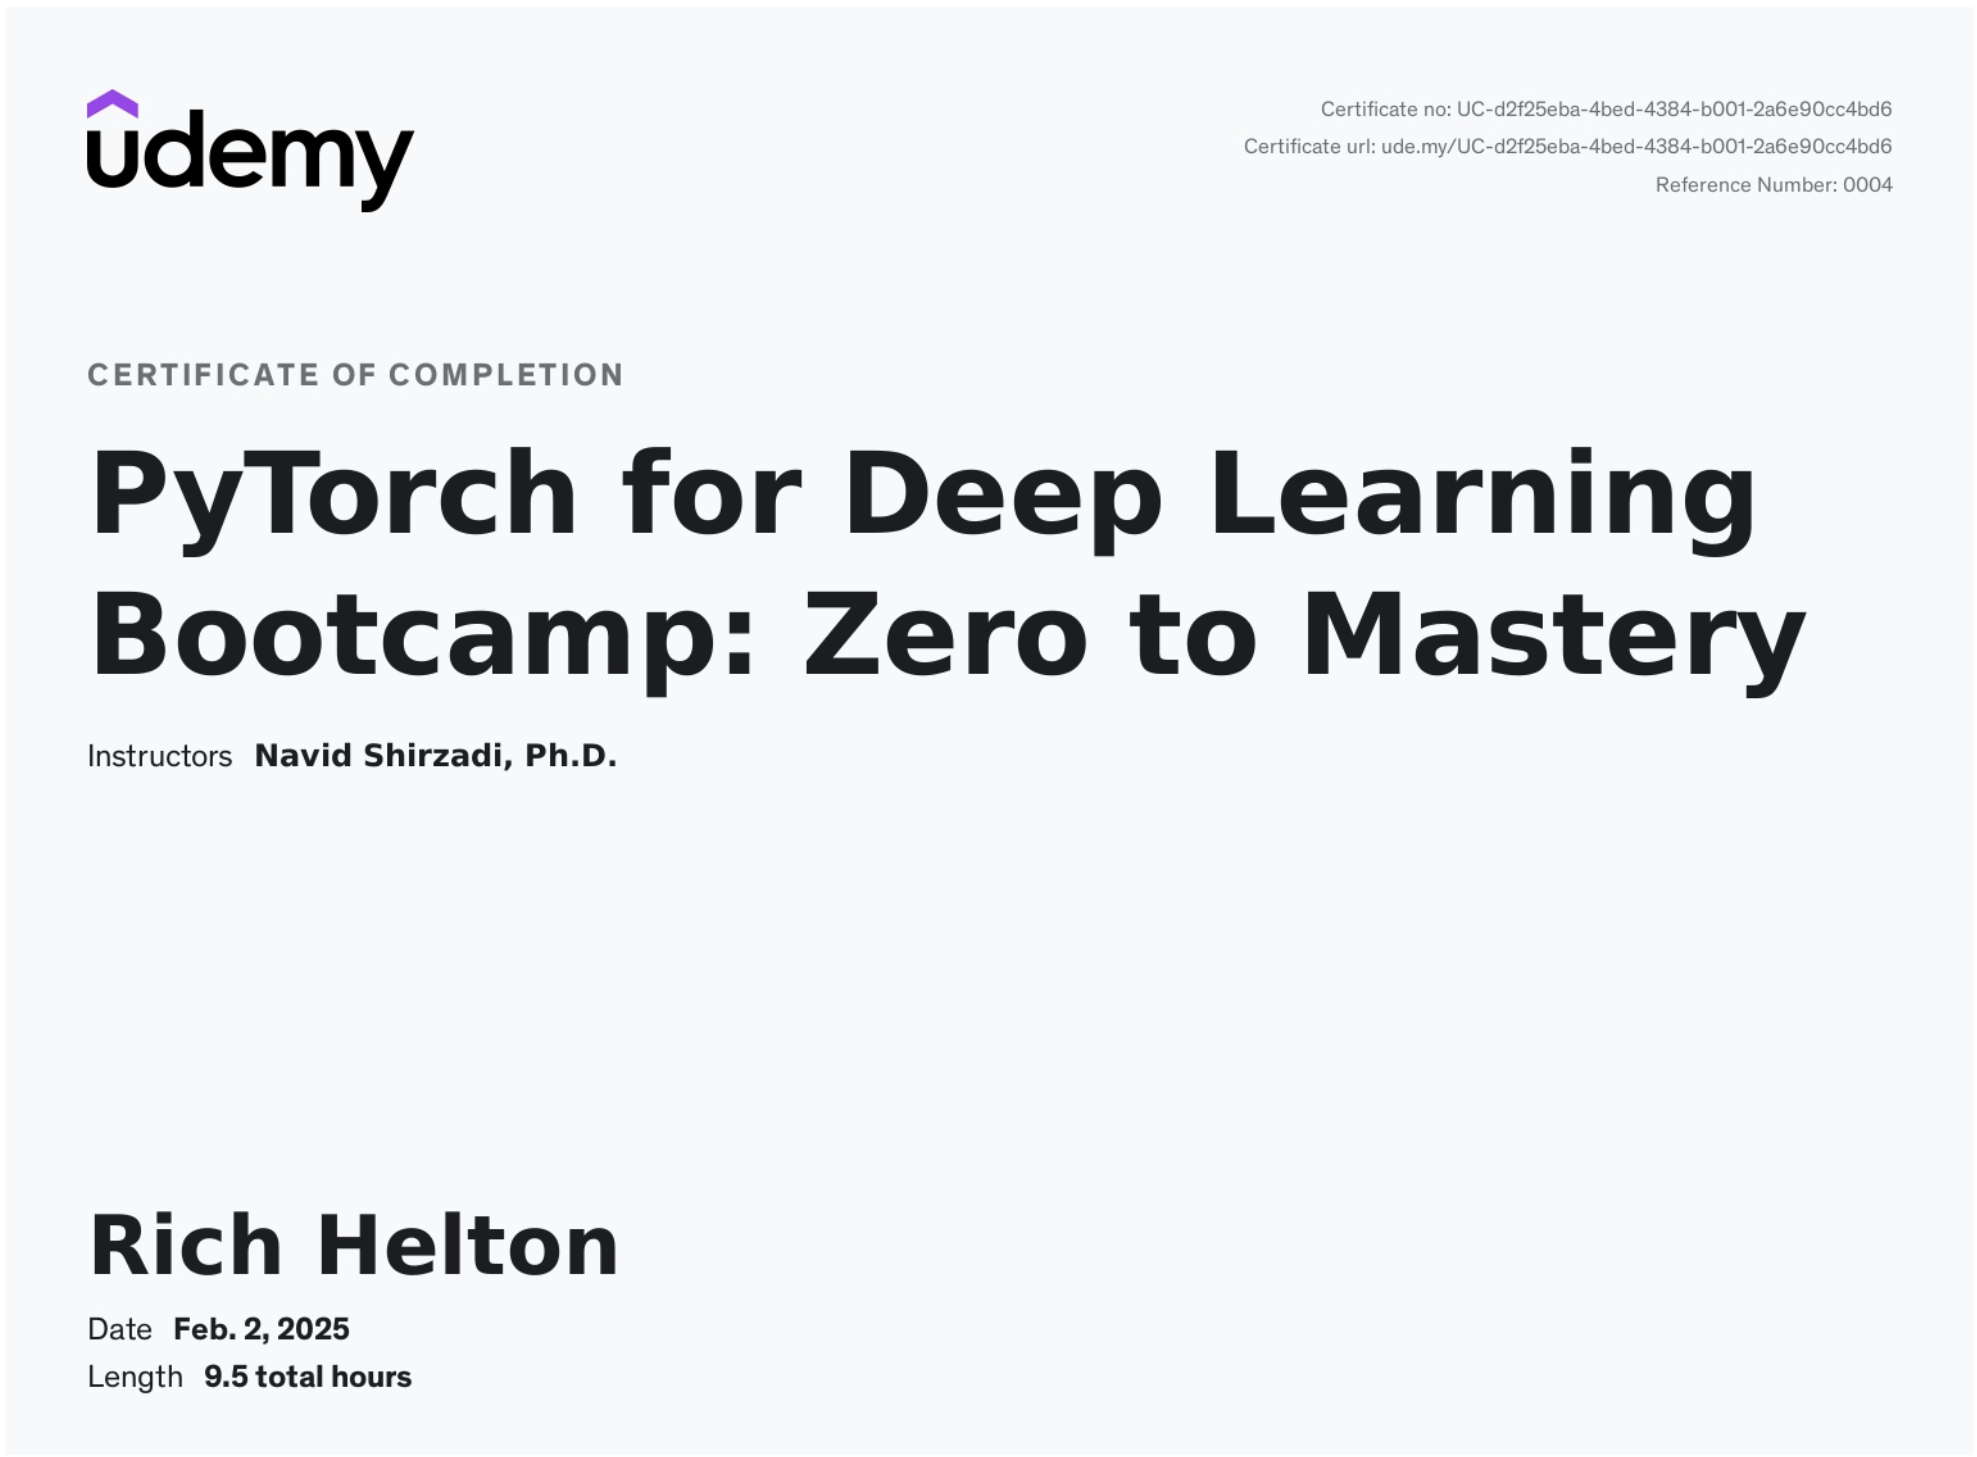 udemy
Certificate no: UC-d2f25eba-4bed-4384-b001-2a6e90cc4bd6
Certificate url: ude.my/UC-d2f25eba-4bed-4384-b001-2a6e90cc4bd6
Reference Number: 0004
CERTIFICATE OF COMPLETION
PyTorch for Deep Learning
Bootcamp: Zero to Mastery
Instructors Navid Shirzadi, Ph.D.
Rich Helton
Date Feb. 2, 2025
Length 9.5 total hours